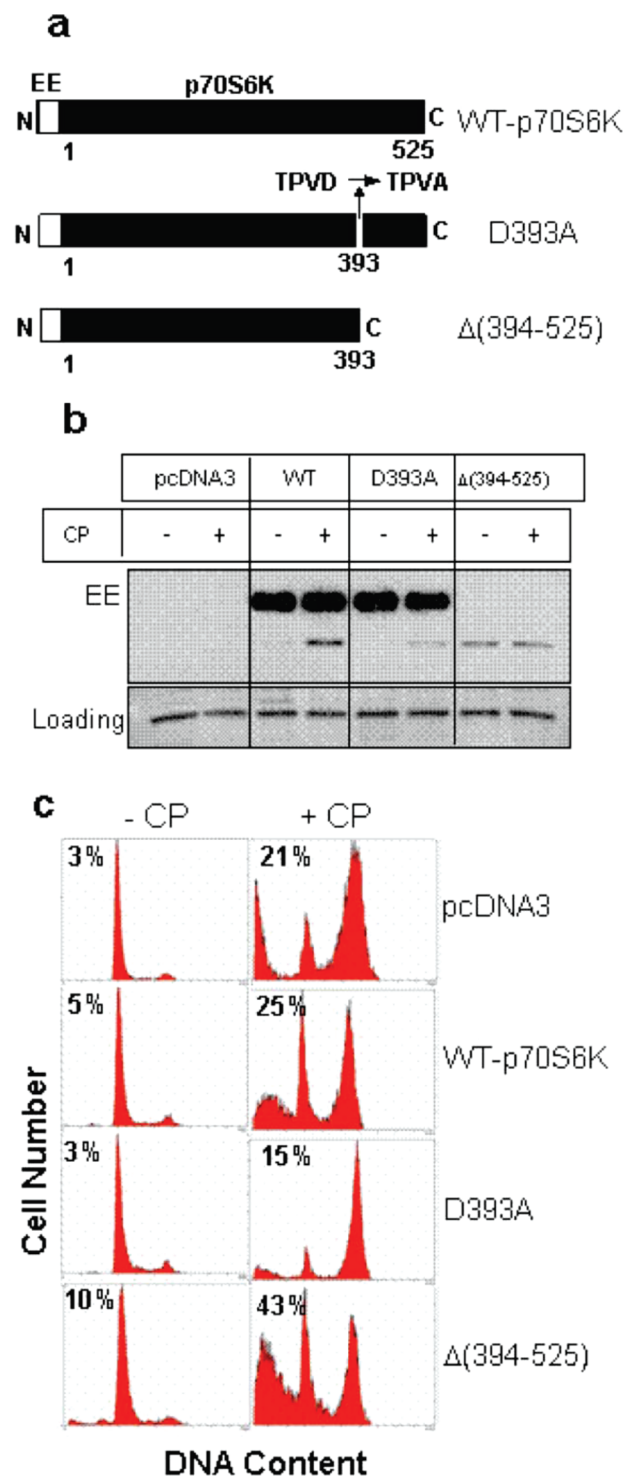 a
EE p70S6K
N C WT-p70S6K
1 525
TPVD TPVA
N C D393A
1 393
N C Δ(394-525)
1 393
b
pcDNA3 WT D393A Δ(394-525)
CP - + - + - + - +
EE
Loading
c
- CP + CP
3% 21% pcDNA3
5% 25% WT-p70S6K
3% 15% D393A
10% 43% Δ(394-525)
Cell Number
DNA Content